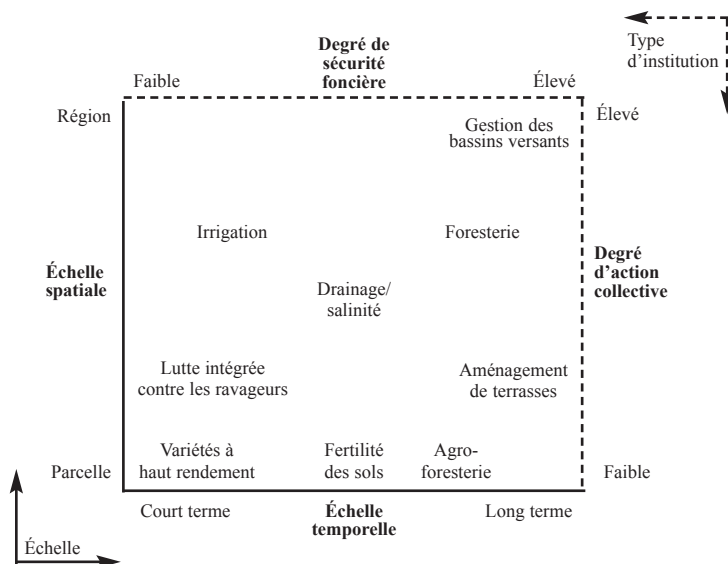 Degré de
sécurité
foncière
Type
d'institution
Faible
Élevé
Région
Élevé
Gestion des
bassins versants
Irrigation
Foresterie
Échelle
spatiale
Degré
d'action
collective
Drainage/
salinité
Lutte intégrée
contre les ravageurs
Aménagement
de terrasses
Variétés à
haut rendement
Fertilité
des sols
Agro-
foresterie
Parcelle
Faible
Court terme
Échelle
temporelle
Long terme
Échelle